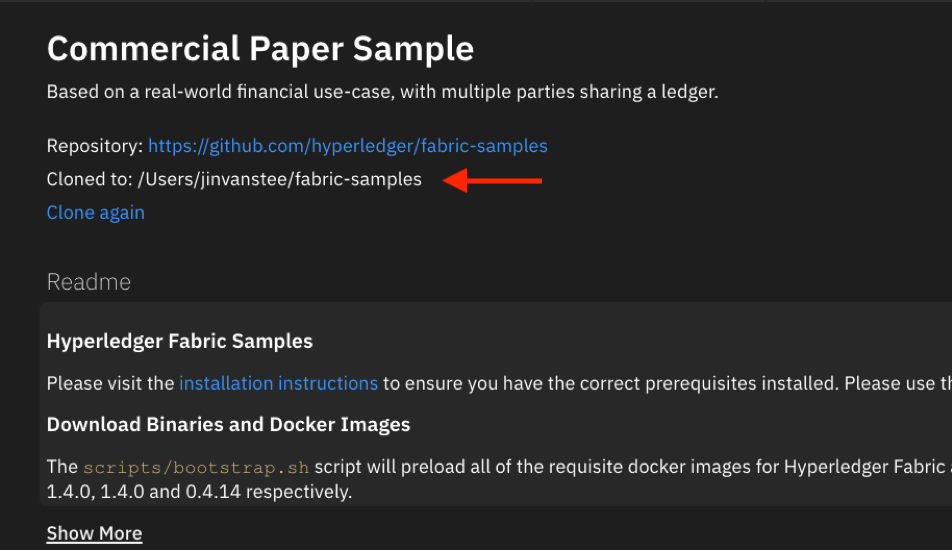 Commercial Paper Sample
Based on a real-world financial use-case, with multiple parties sharing a ledger.
Repository: https://github.com/hyperledger/fabric-samples
Cloned to: /Users/jinvanstee/fabric-samples
Clone again
Readme
Hyperledger Fabric Samples
Please visit the installation instructions to ensure you have the correct prerequisites installed. Please use
Download Binaries and Docker Images
The scripts/bootstrap.sh script will preload all of the requisite docker images for Hyperledger Fabric
1.4.0, 1.4.0 and 0.4.14 respectively.
Show More